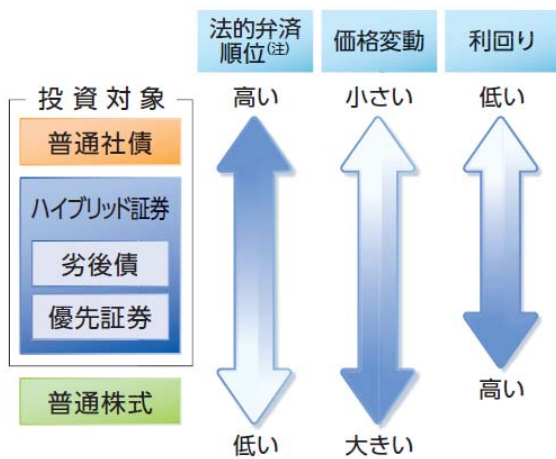 法的弁済
順位(注)
価格変動
利回り
投資対象
高い
小さい
低い
普通社債
ハイブリッド証券
劣後債
優先証券
普通株式
高い
低い
大きい